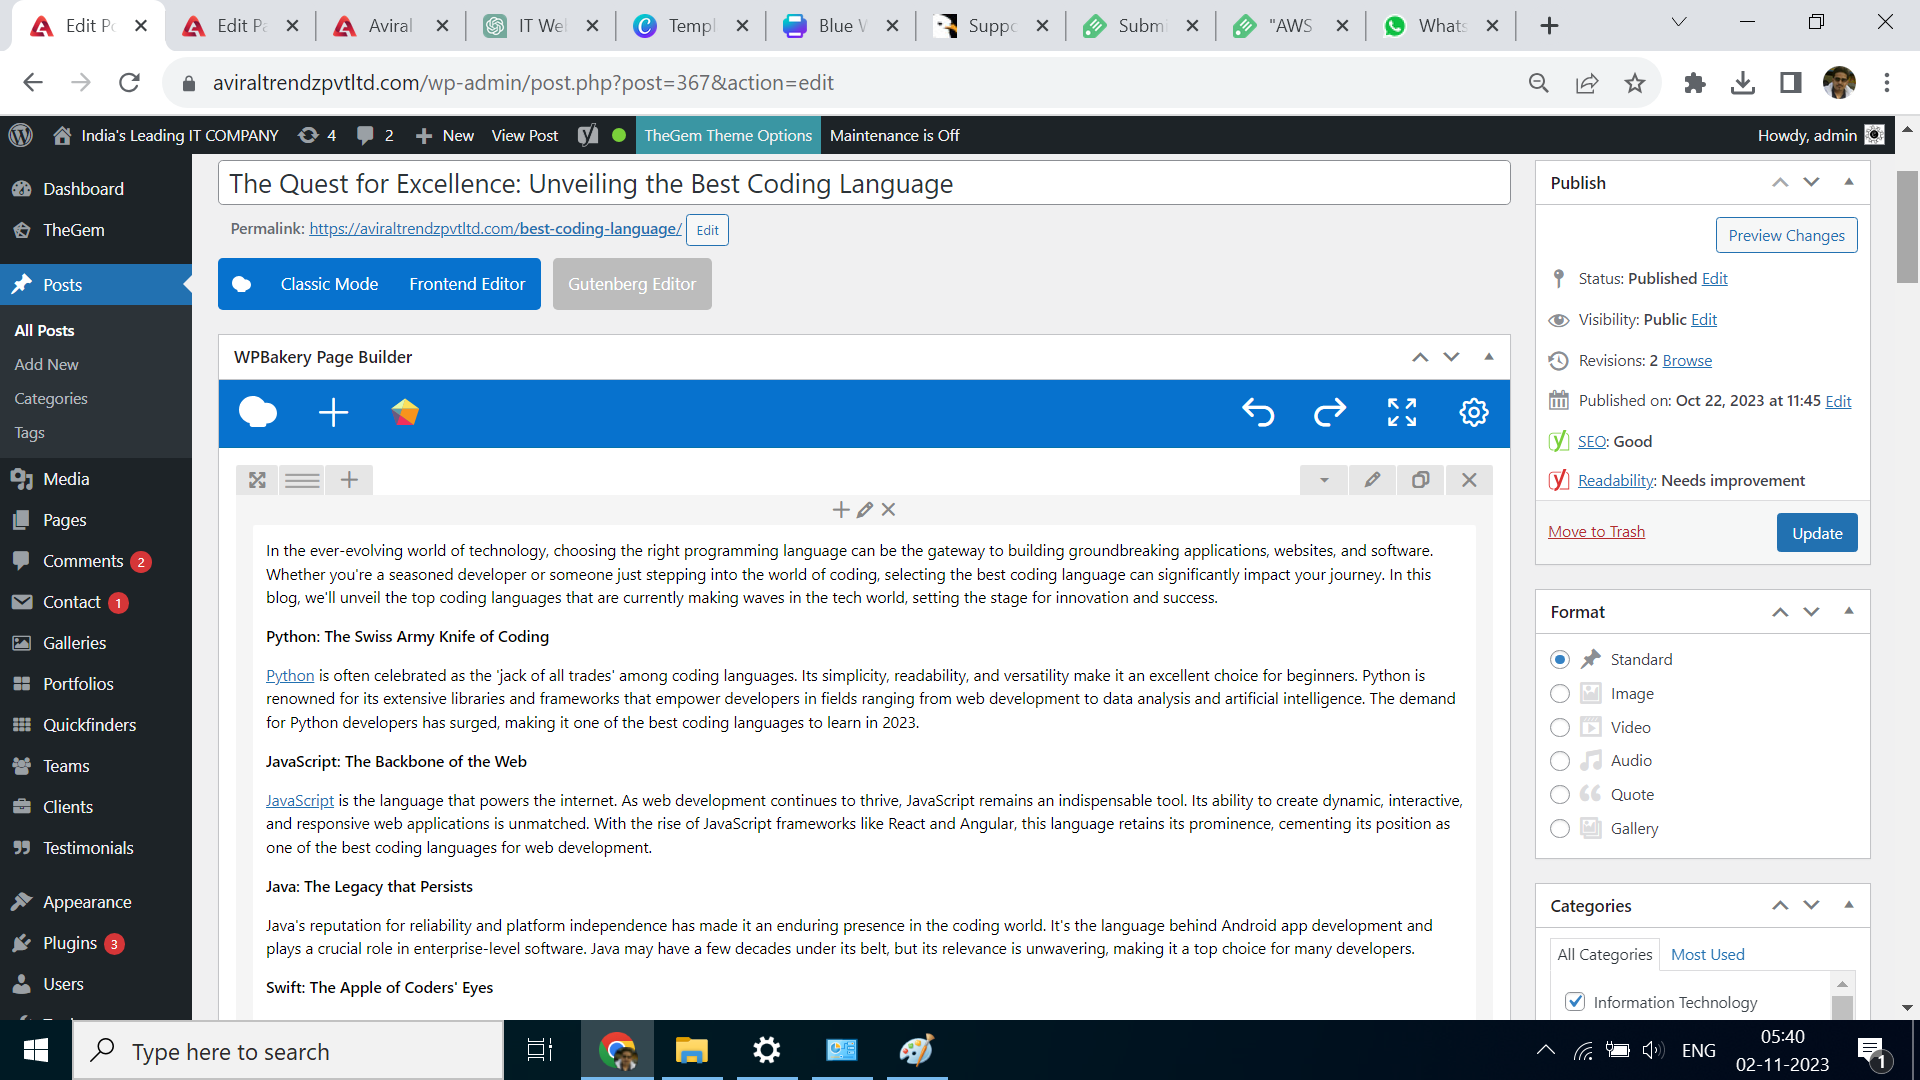 Edit Po
Edit Pa
Aviral
IT Wel
Templ
Blue V
Suppo
Submi
"AWS
Whats
aviraltrendzpvtltd.com/wp-admin/post.php?post=367&action=edit
India's Leading IT COMPANY 4 2 New View Post TheGem Theme Options Maintenance is Off Howdy, admin
Dashboard
TheGem
Posts
All Posts
Add New
Categories
Tags
Media
Pages
Comments 2
Contact 1
Galleries
Portfolios
Quickfinders
Teams
Clients
Testimonials
Appearance
Plugins 3
Users
The Quest for Excellence: Unveiling the Best Coding Language
Permalink: https://aviraltrendzpvtltd.com/best-coding-language/ Edit
Classic Mode Frontend Editor Gutenberg Editor
WPBakery Page Builder
In the ever-evolving world of technology, choosing the right programming language can be the gateway to building groundbreaking applications, websites, and software.
Whether you're a seasoned developer or someone just stepping into the world of coding, selecting the best coding language can significantly impact your journey. In this
blog, we'll unveil the top coding languages that are currently making waves in the tech world, setting the stage for innovation and success.
Python: The Swiss Army Knife of Coding
Python is often celebrated as the 'jack of all trades' among coding languages. Its simplicity, readability, and versatility make it an excellent choice for beginners. Python is
renowned for its extensive libraries and frameworks that empower developers in fields ranging from web development to data analysis and artificial intelligence. The demand
for Python developers has surged, making it one of the best coding languages to learn in 2023.
JavaScript: The Backbone of the Web
JavaScript is the language that powers the internet. As web development continues to thrive, JavaScript remains an indispensable tool. Its ability to create dynamic, interactive,
and responsive web applications is unmatched. With the rise of JavaScript frameworks like React and Angular, this language retains its prominence, cementing its position as
one of the best coding languages for web development.
Java: The Legacy that Persists
Java's reputation for reliability and platform independence has made it an enduring presence in the coding world. It's the language behind Android app development and
plays a crucial role in enterprise-level software. Java may have a few decades under its belt, but its relevance is unwavering, making it a top choice for many developers.
Swift: The Apple of Coders' Eyes
Publish
Preview Changes
Status: Published Edit
Visibility: Public Edit
Revisions: 2 Browse
Published on: Oct 22, 2023 at 11:45 Edit
SEO: Good
Readability: Needs improvement
Move to Trash Update
Format
Standard
Image
Video
Audio
Quote
Gallery
Categories
All Categories Most Used
Information Technology
Type here to search
ENG
05:40
02-11-2023
1